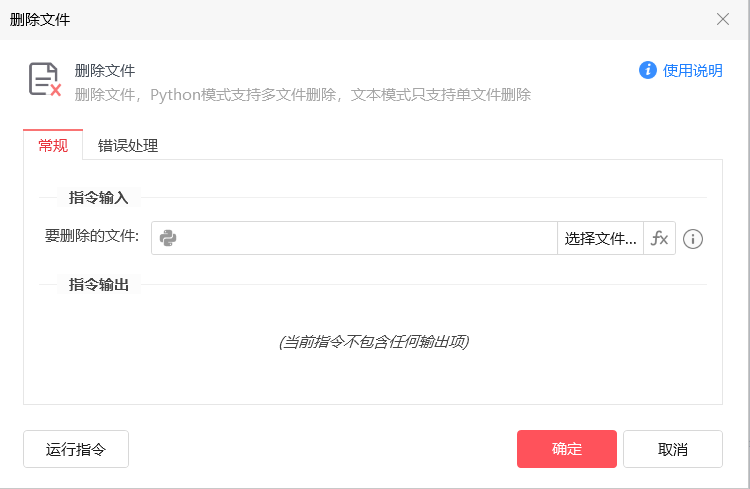 删除文件
删除文件
使用说明
删除文件，Python模式支持多文件删除，文本模式只支持单文件删除
常规
错误处理
指令输入
要删除的文件:
选择文件...
fx
指令输出
(当前指令不包含任何输出项)
运行指令
确定
取消